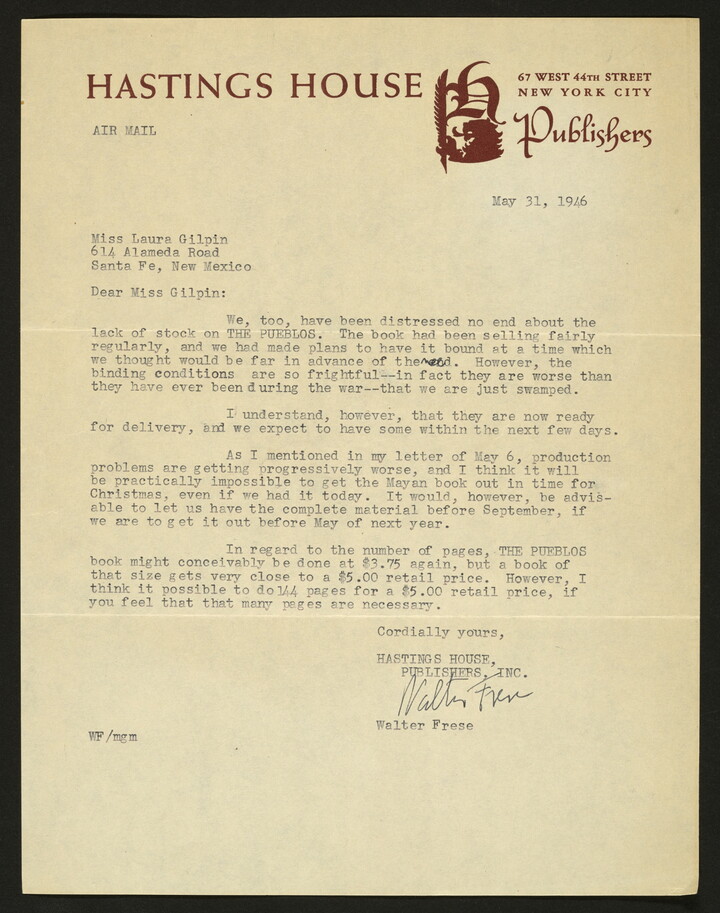 HASTINGS HOUSE
67 WEST 44TH STREET
NEW YORK CITY
Publishers
AIR MAIL
May 31, 1946
Miss Laura Gilpin
614 Alameda Road
Santa Fe, New Mexico
Dear Miss Gilpin:
We, too, have been distressed no end about the
lack of stock on THE PUEBLOS. The book had been selling fairly
regularly, and we had made plans to have it bound at a time which
we thought would be far in advance of the need. However, the
binding conditions are so frightful--in fact they are worse than
they have ever been during the war--that we are just swamped.
I understand, however, that they are now ready
for delivery, and we expect to have some within the next few days.
As I mentioned in my letter of May 6, production
problems are getting progressively worse, and I think it will
be practically impossible to get the Mayan book out in time for
Christmas, even if we had it today. It would, however, be advis-
able to let us have the complete material before September, if
we are to get it out before May of next year.
In regard to the number of pages, THE PUEBLOS
book might conceivably be done at $3.75 again, but a book of
that size gets very close to a $5.00 retail price. However, I
think it possible to do 144 pages for a $5.00 retail price, if
you feel that that many pages are necessary.
Cordially yours,
HASTINGS HOUSE,
PUBLISHERS, INC.
Walter Frese
Walter Frese
WF/mgm